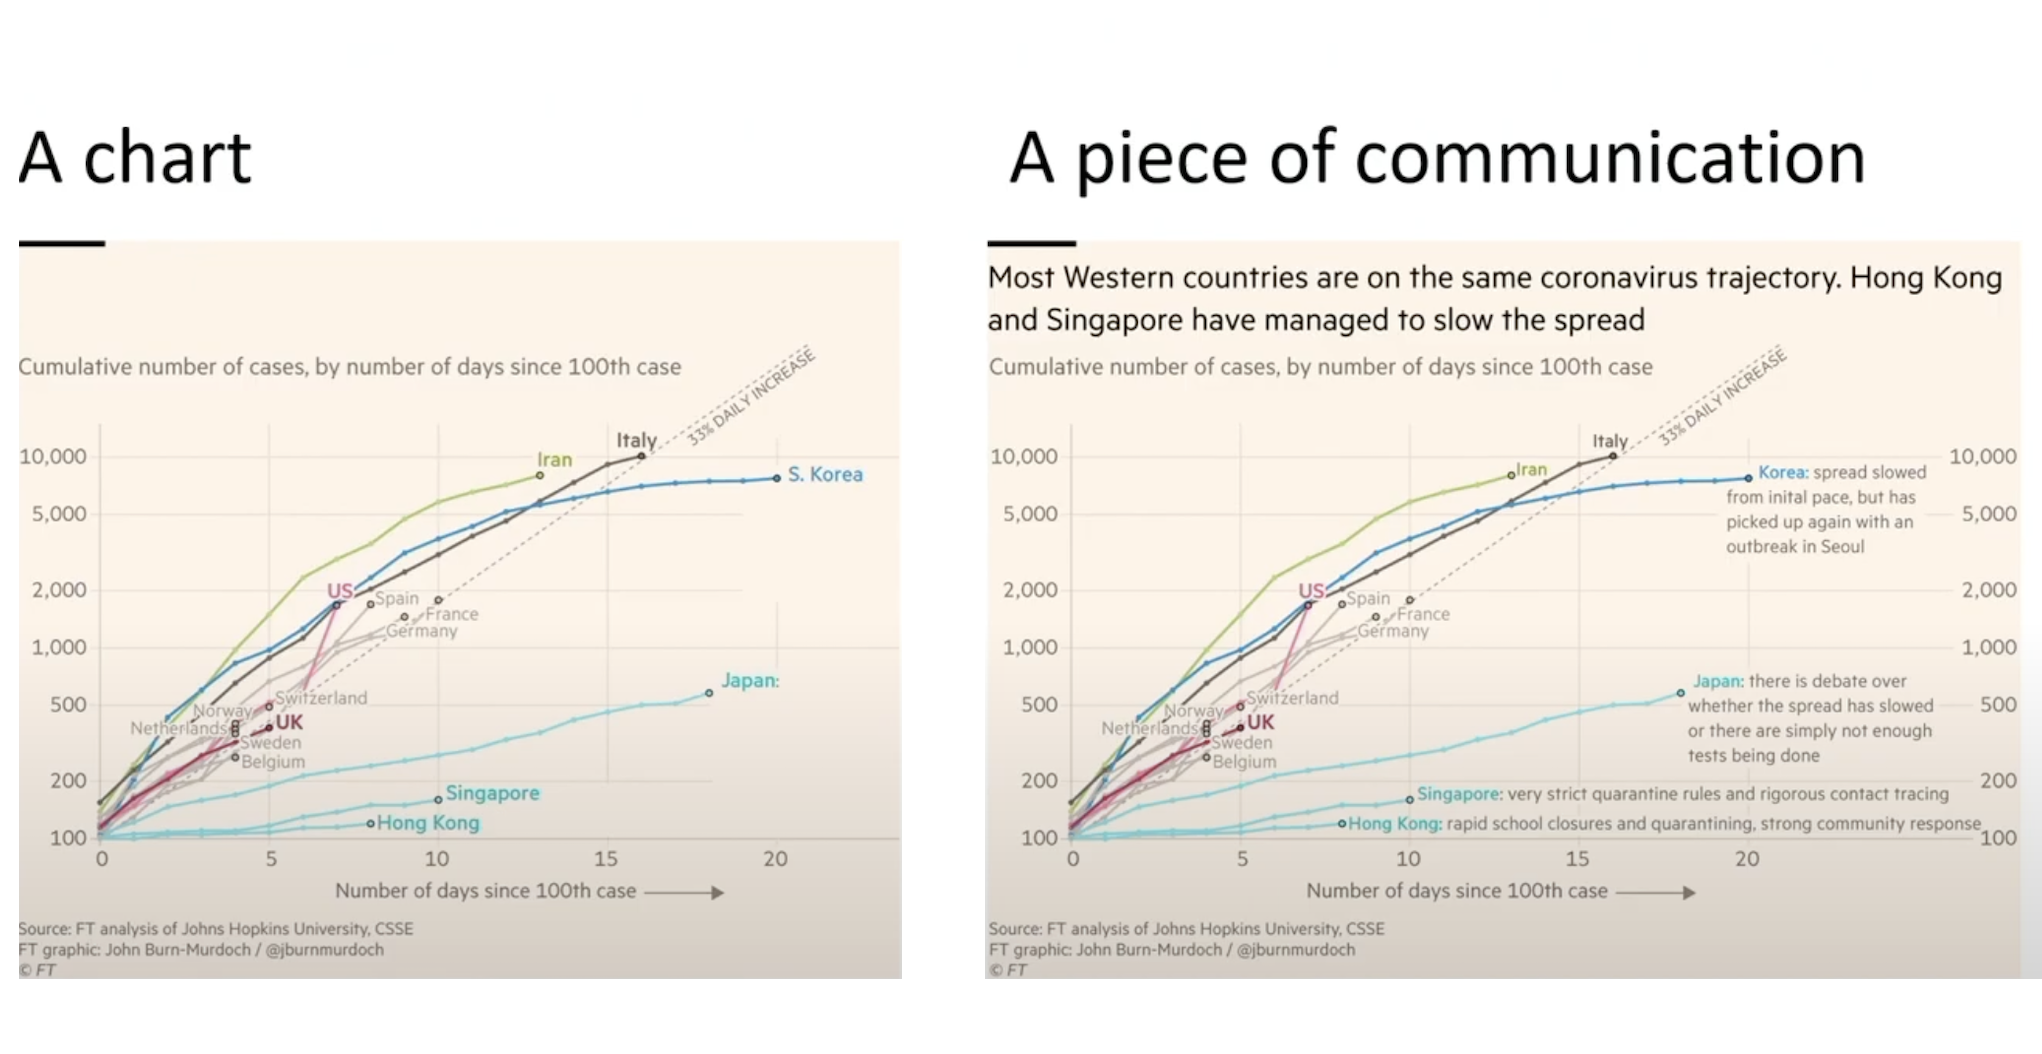 A chart
Cumulative number of cases, by number of days since 100th case
33% DAILY INCREASE
10,000
5,000
2,000
1,000
500
200
100
Italy
Iran
S. Korea
US
Spain
France
Germany
Japan:
Switzerland
Norway
Netherlands
UK
Sweden
Belgium
Singapore
Hong Kong
0 5 10 15 20
Number of days since 100th case
Source: FT analysis of Johns Hopkins University, CSSE
FT graphic: John Burn-Murdoch / @jburnmurdoch
© FT
A piece of communication
Most Western countries are on the same coronavirus trajectory. Hong Kong
and Singapore have managed to slow the spread
Cumulative number of cases, by number of days since 100th case
33% DAILY INCREASE
10,000
5,000
2,000
1,000
500
200
100
Italy
Iran
Korea: spread slowed
from inital pace, but has
picked up again with an
outbreak in Seoul
US
Spain
France
Germany
Japan: there is debate over
whether the spread has slowed
or there are simply not enough
tests being done
Switzerland
Norway
Netherlands
UK
Sweden
Belgium
Singapore: very strict quarantine rules and rigorous contact tracing
Hong Kong: rapid school closures and quarantining, strong community response
10,000
5,000
2,000
1,000
500
200
100
0 5 10 15 20
Number of days since 100th case
Source: FT analysis of Johns Hopkins University, CSSE
FT graphic: John Burn-Murdoch / @jburnmurdoch
© FT